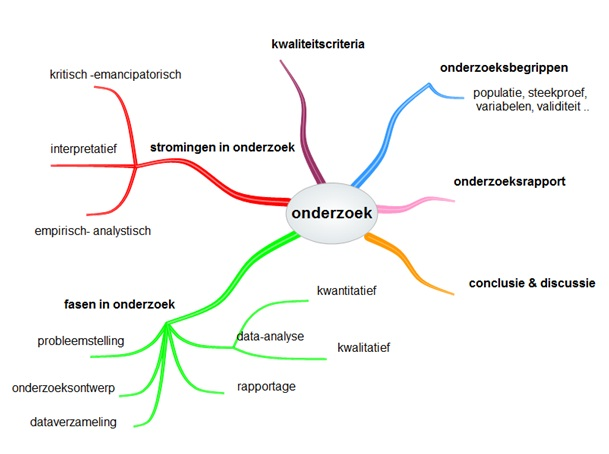 kwaliteitscriteria
onderzoeksbegrippen
populatie, steekproef,
variabelen, validiteit ..
kritisch -emancipatorisch
interpretatief
stromingen in onderzoek
empirisch- analystisch
onderzoek
onderzoeksrapport
conclusie & discussie
fasen in onderzoek
kwantitatief
probleemstelling
data-analyse
kwalitatief
onderzoeksontwerp
rapportage
dataverzameling